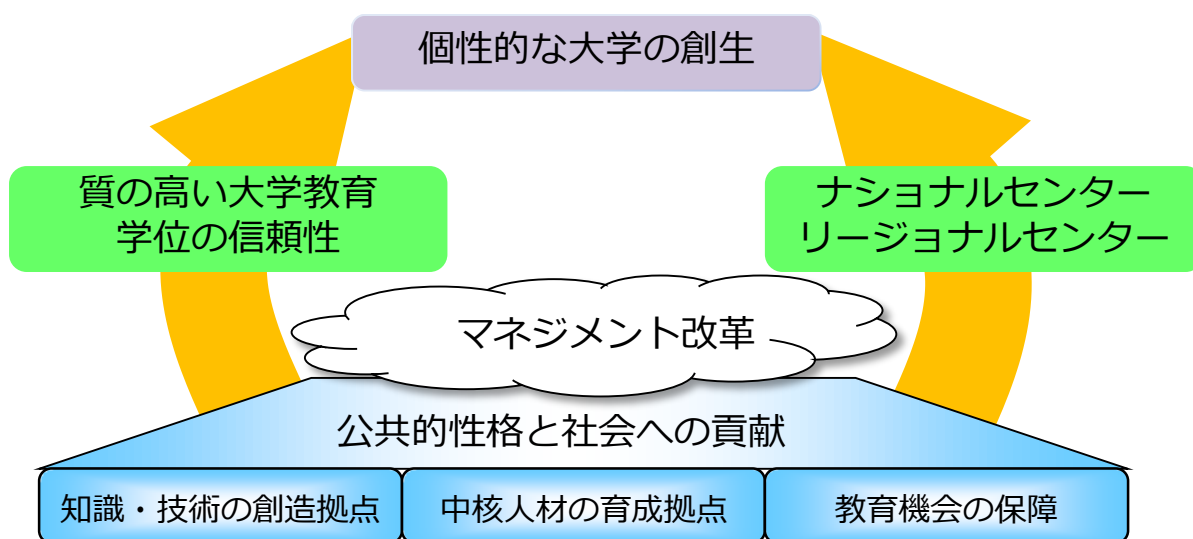 個性的な大学の創生
質の高い大学教育
学位の信頼性
ナショナルセンター
リージョナルセンター
マネジメント改革
公共的性格と社会への貢献
知識・技術の創造拠点
中核人材の育成拠点
教育機会の保障